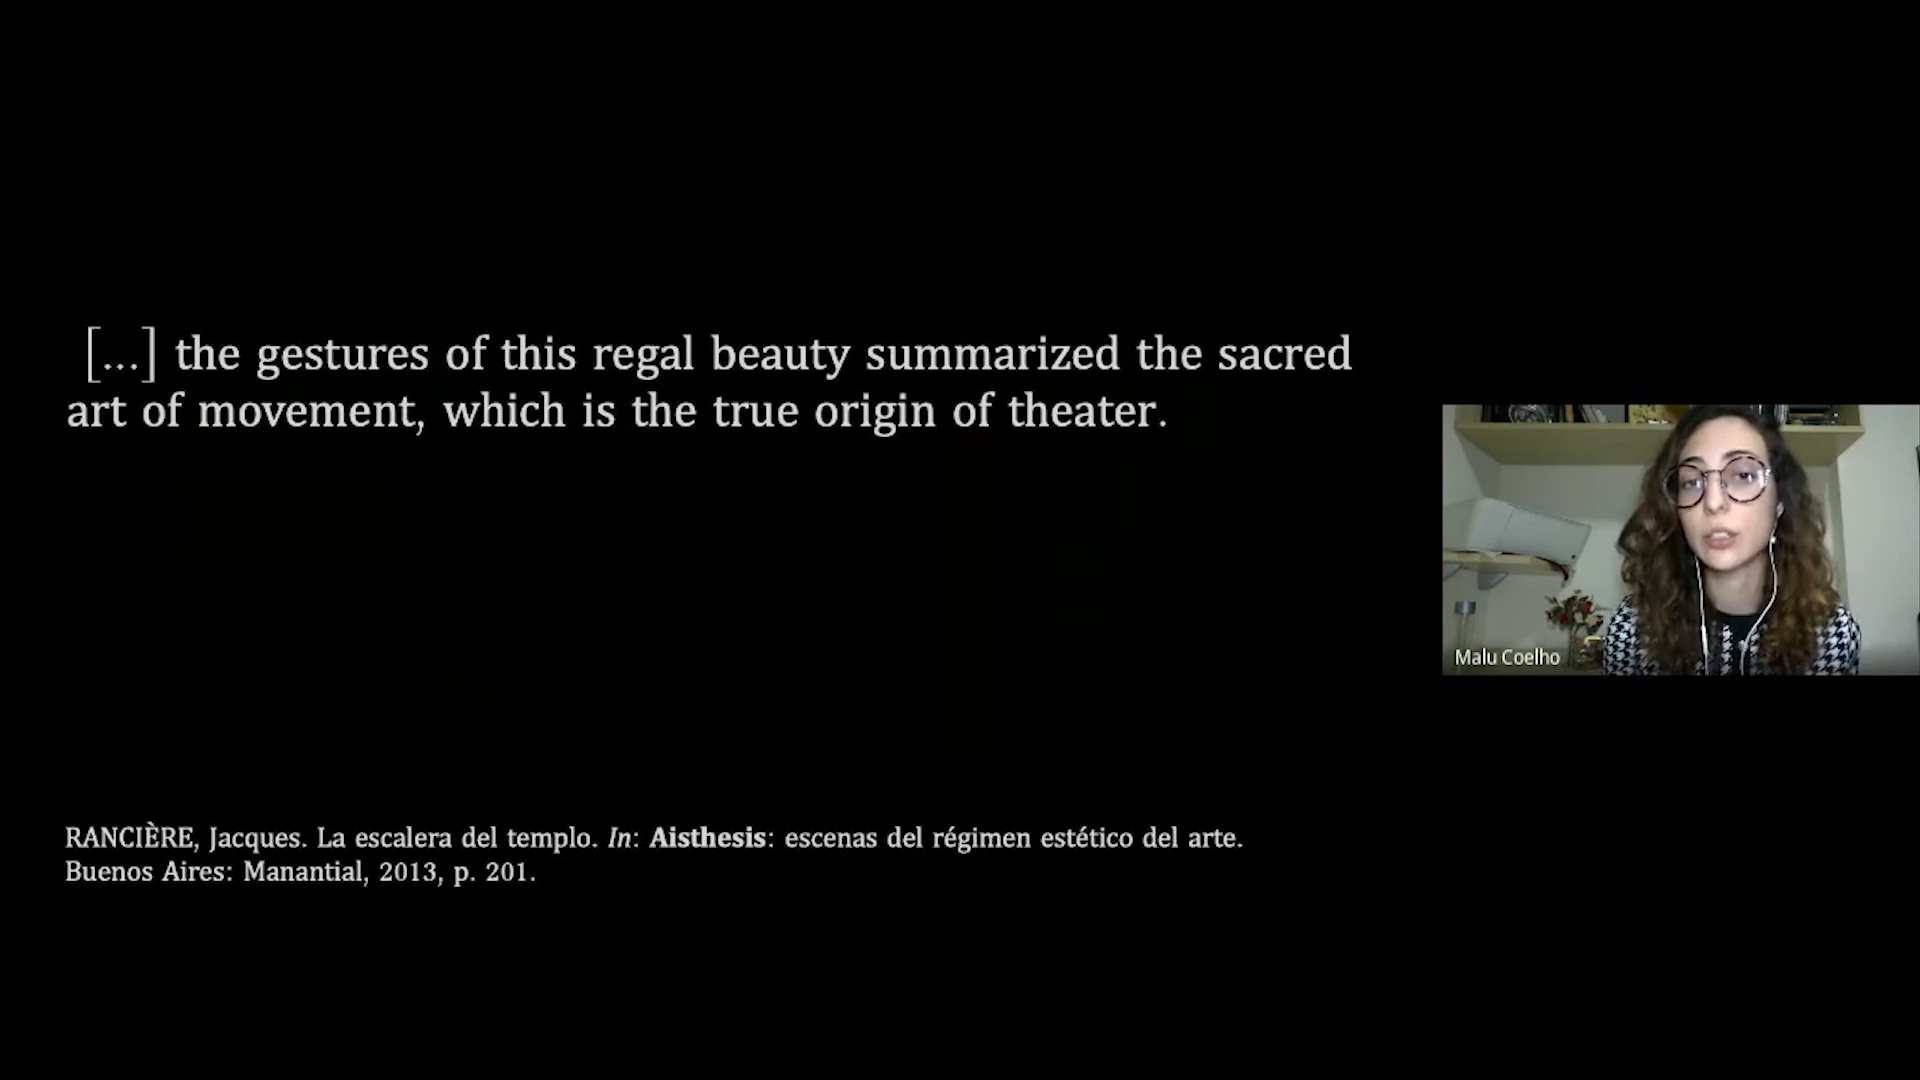 [...] the gestures of this regal beauty summarized the sacred
art of movement, which is the true origin of theater.
Malu Coelho
RANCIÈRE, Jacques. La escalera del templo. In: Aisthesis: escenas del régimen estético del arte.
Buenos Aires: Manantial, 2013, p. 201.